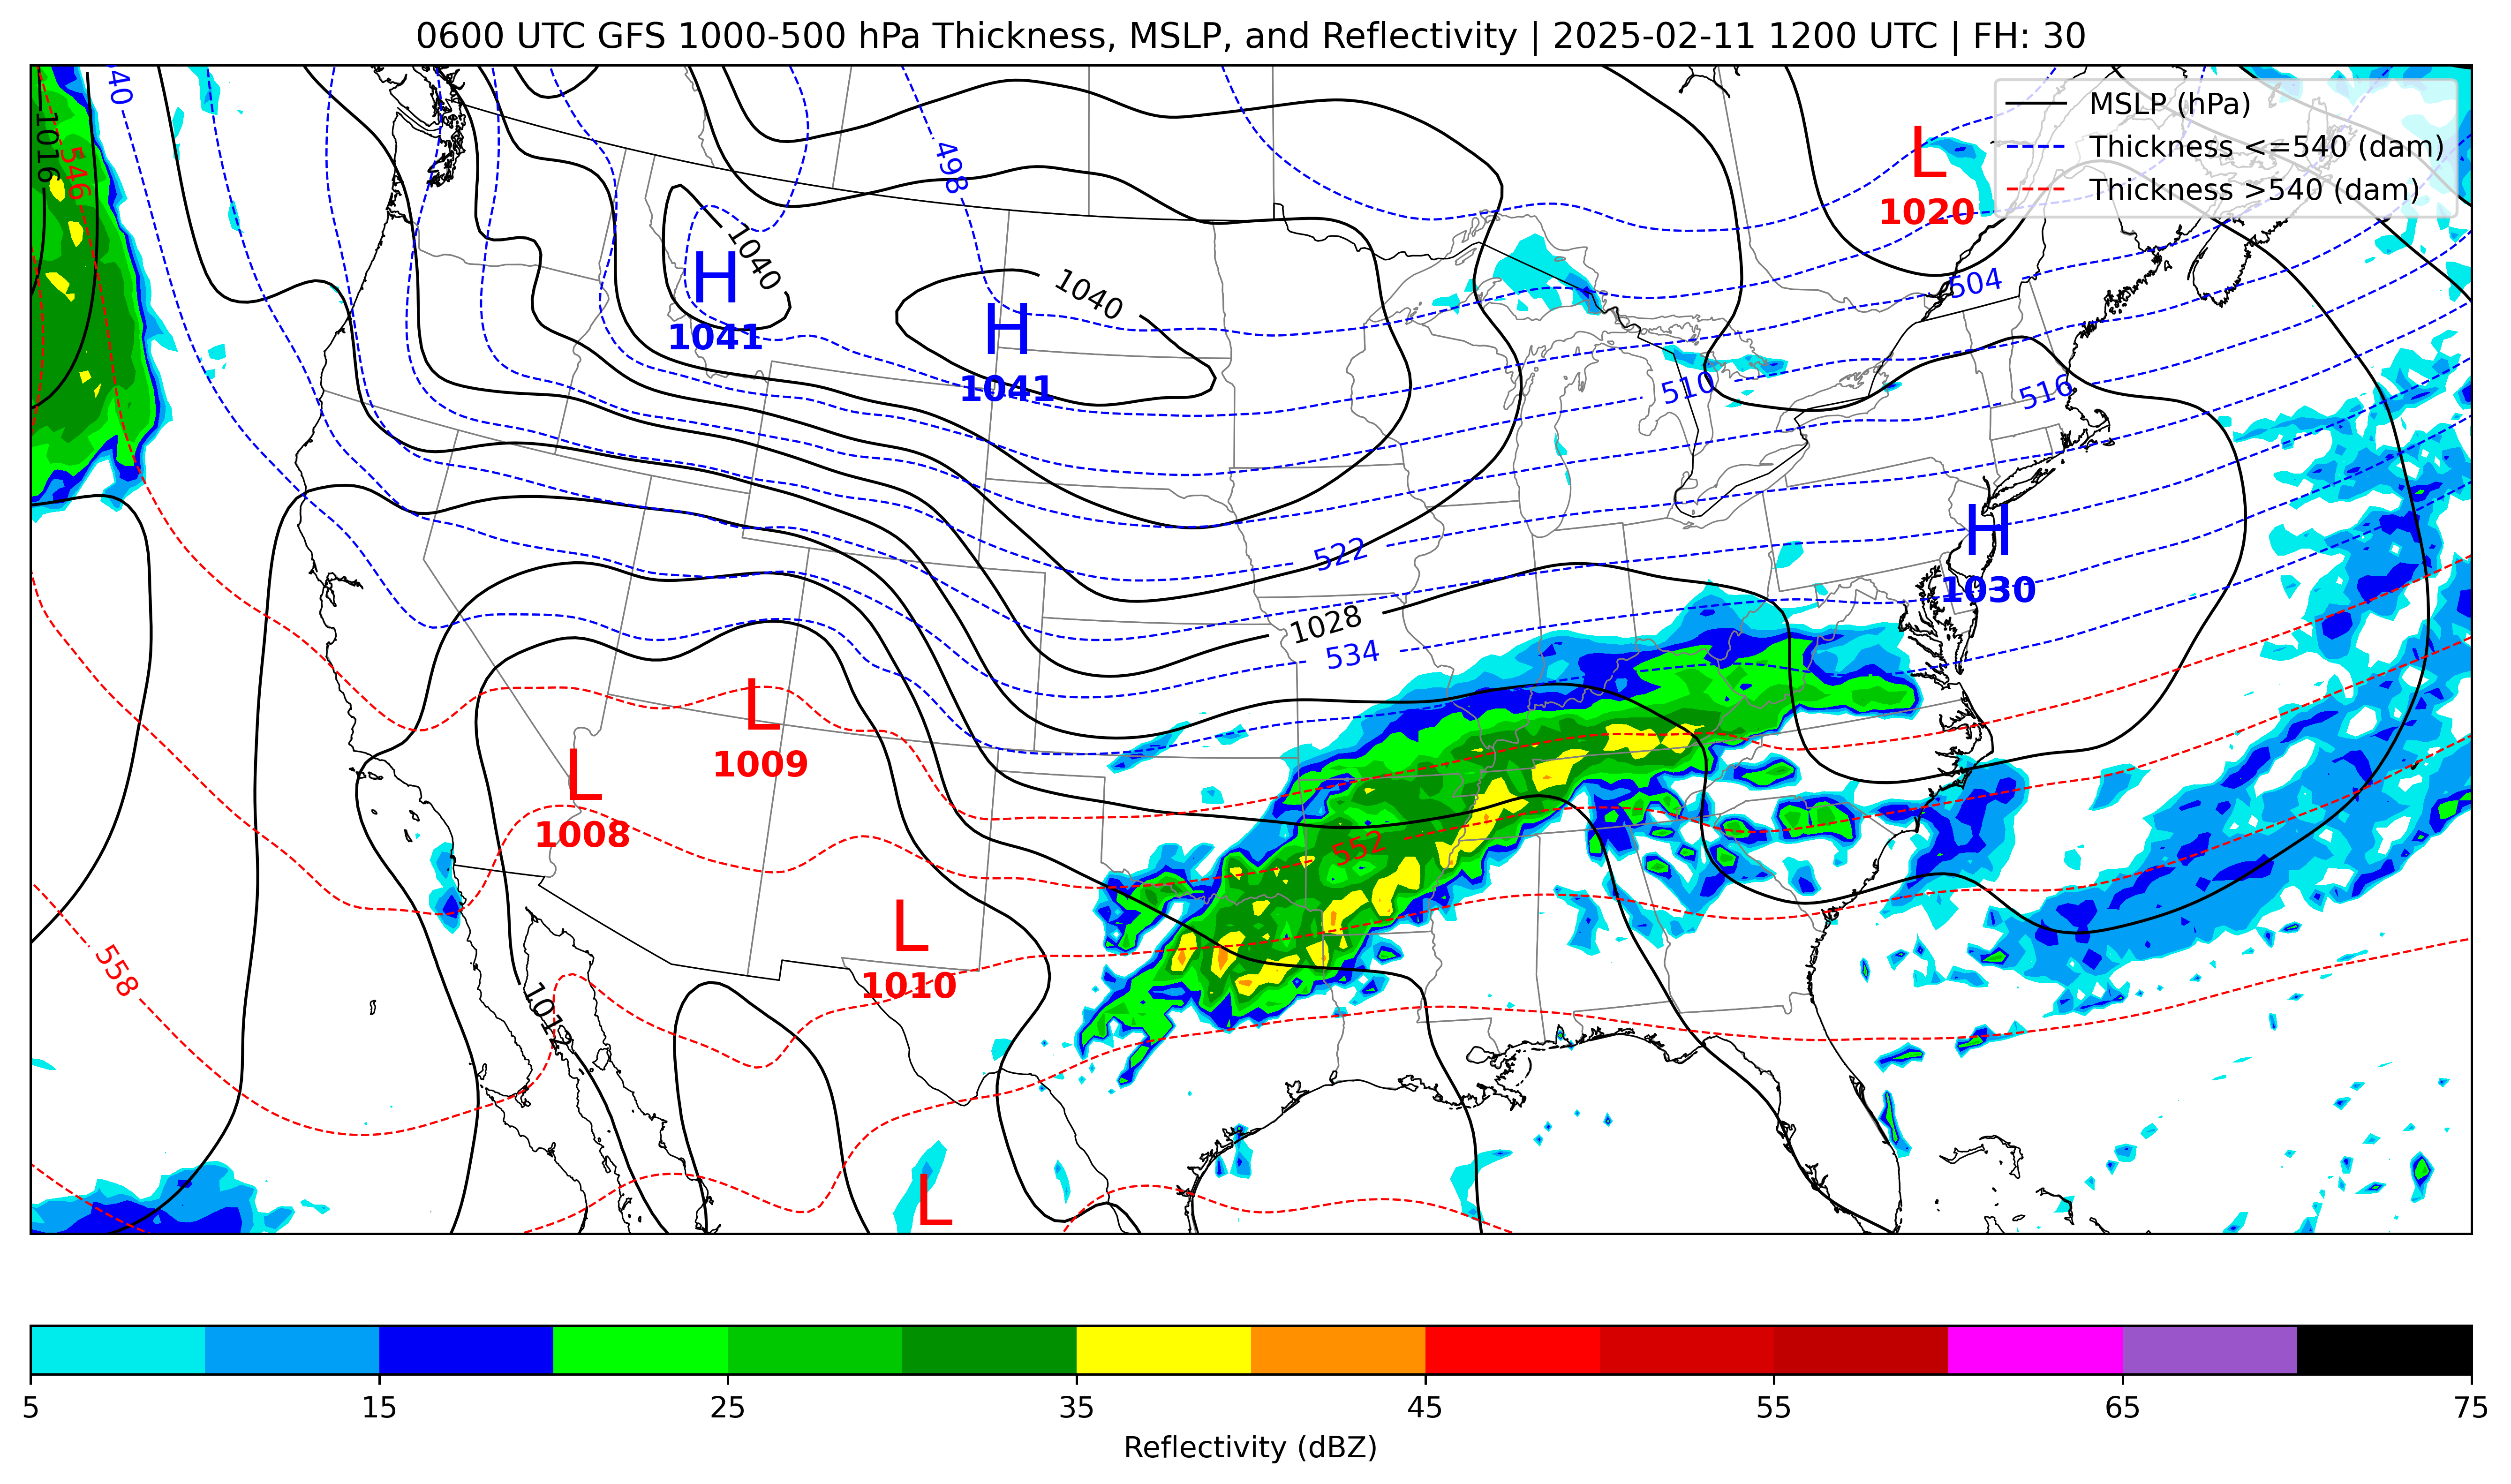 0600 UTC GFS 1000-500 hPa Thickness, MSLP, and Reflectivity | 2025-02-11 1200 UTC | FH: 30
MSLP (hPa)
Thickness <=540 (dam)
Thickness >540 (dam)
40
1016
546
498
L
1020
1040
H
1041
1040
H
1041
504
510
516
H
1030
522
1028
534
L
1009
L
1008
552
L
1010
558
1012
L
5
15
25
35
45
55
65
75
Reflectivity (dBZ)